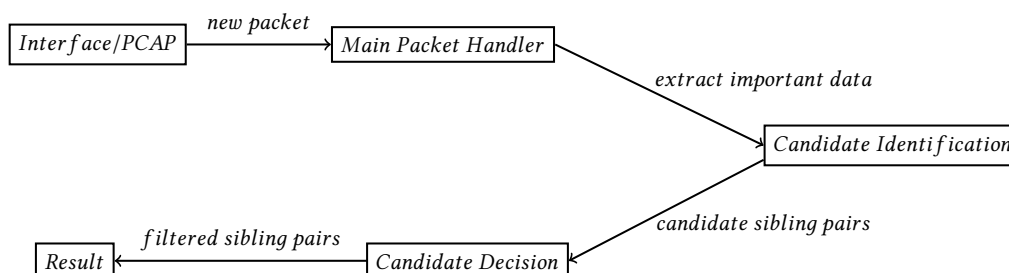 Interface/PCAP
new packet
Main Packet Handler
extract important data
Candidate Identification
candidate sibling pairs
filtered sibling pairs
Result
Candidate Decision